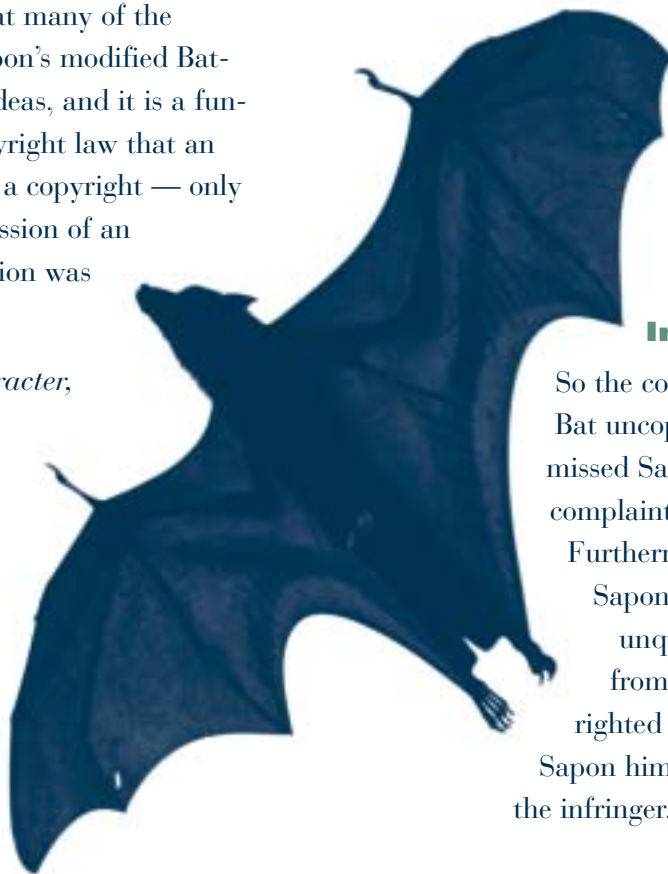 at many of the
pon’s modified Bat-
deas, and it is a fun-
yright law that an
a copyright — only
ssion of an
ion was
racter,
In
So the co
Bat uncop
missed Sa
complaint
Furtherm
Sapon
unq
from
righted
Sapon him
the infringer.